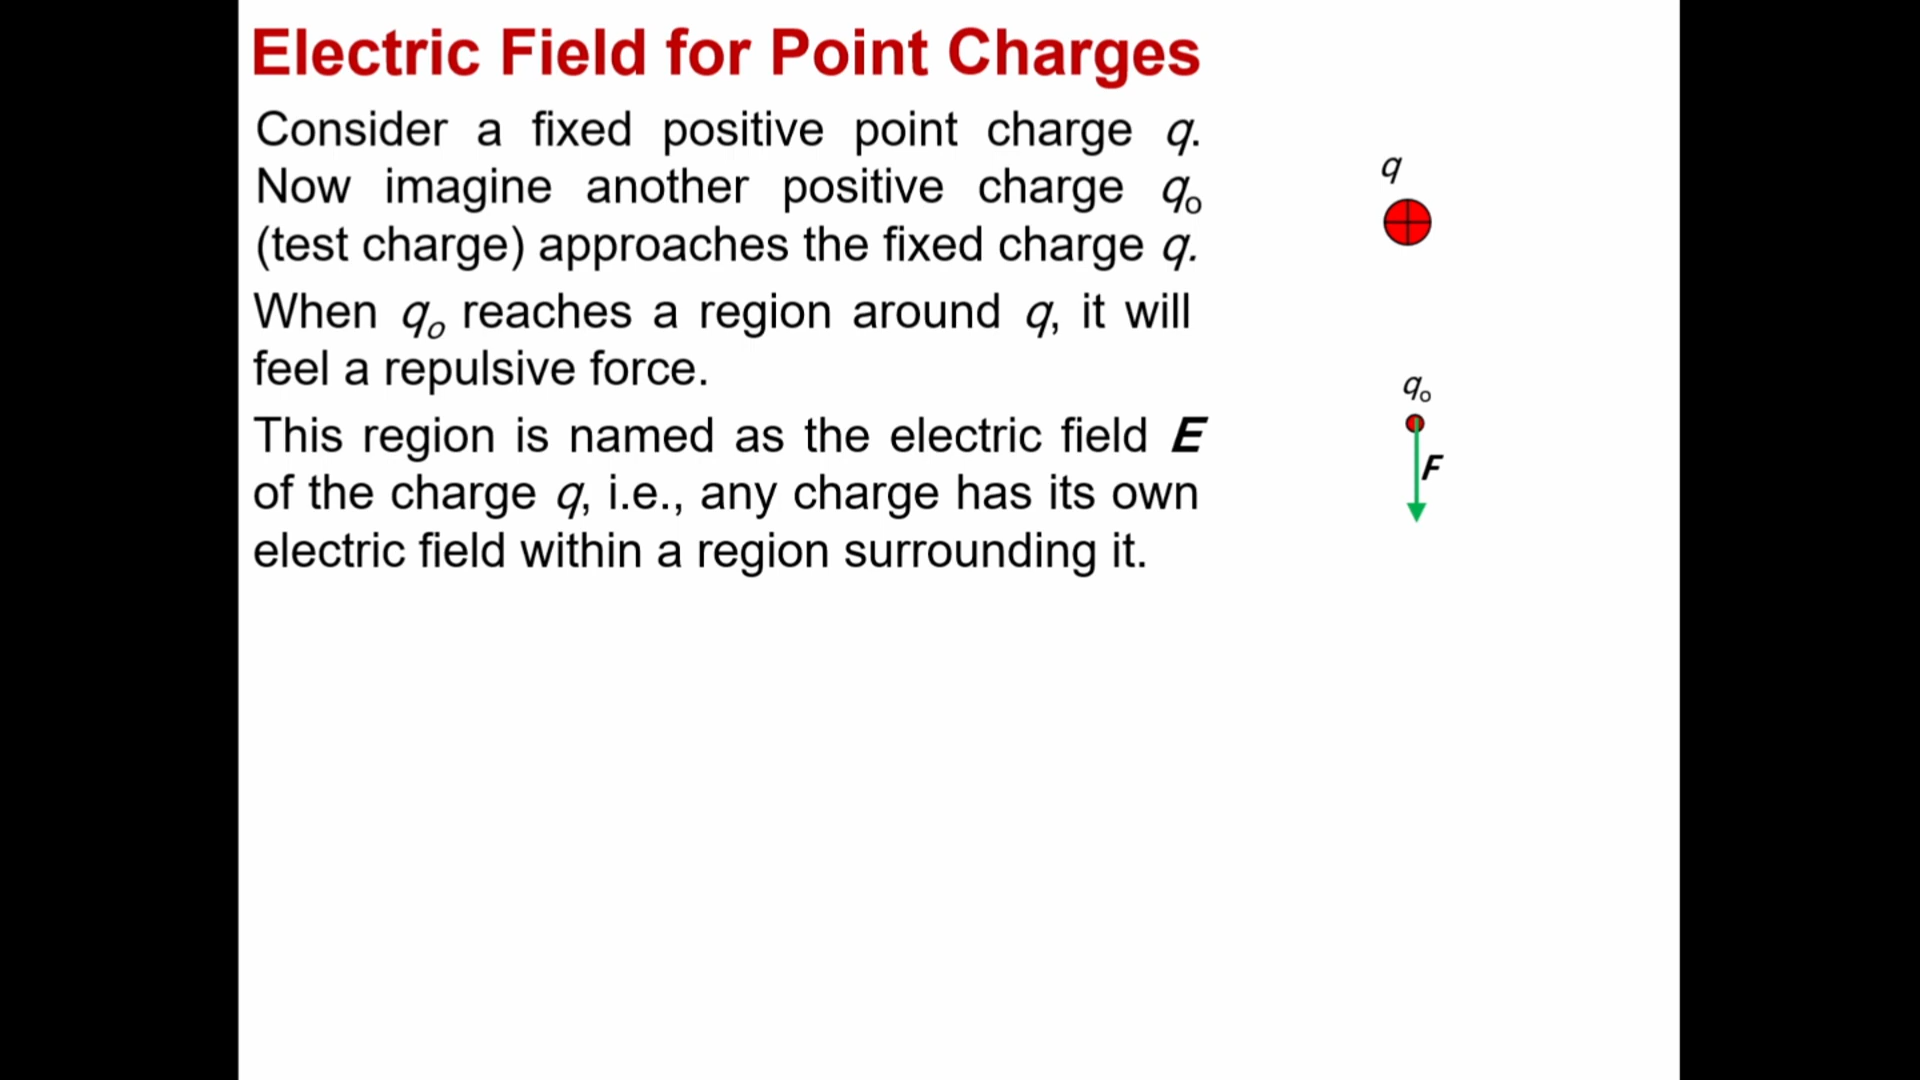 Electric Field for Point Charges
Consider a fixed positive point charge q.
Now imagine another positive charge qₒ
(test charge) approaches the fixed charge q.
When qₒ reaches a region around q, it will
feel a repulsive force.
This region is named as the electric field E
of the charge q, i.e., any charge has its own
electric field within a region surrounding it.
q
qₒ
F